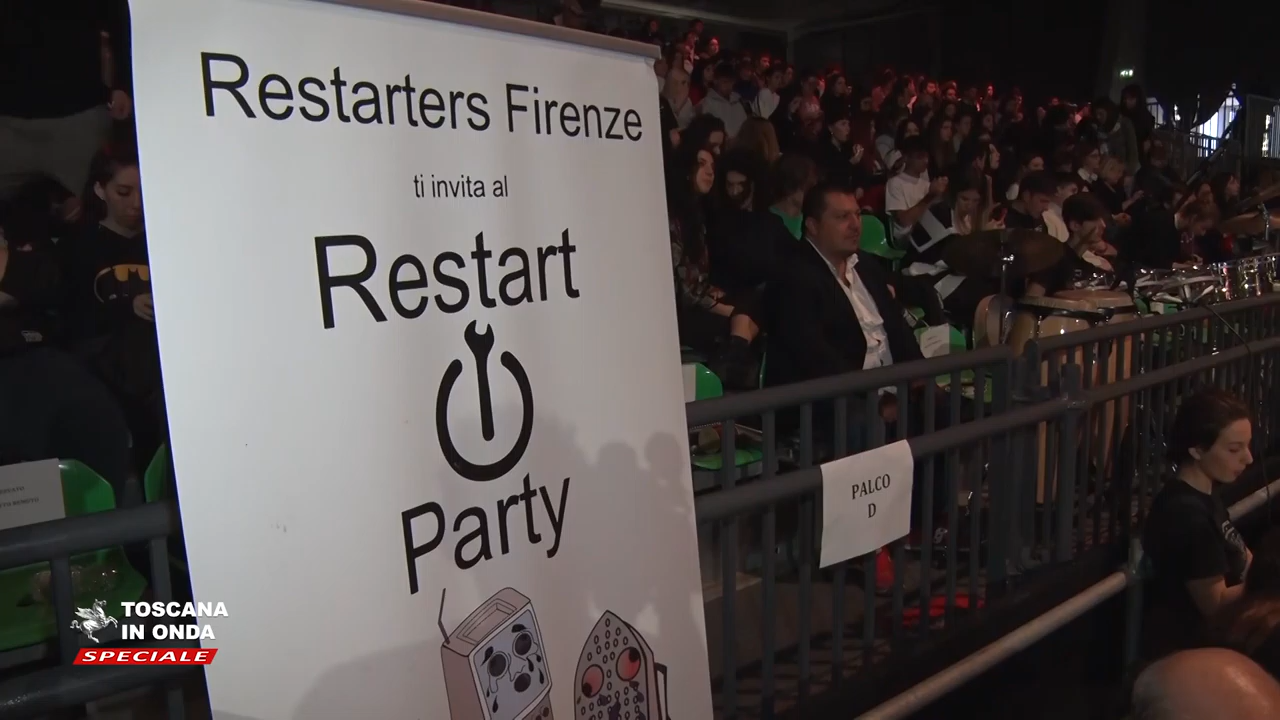 Restarters Firenze
ti invita al
Restart
Party
PALCO
D
TOSCANA
IN ONDA
SPECIALE